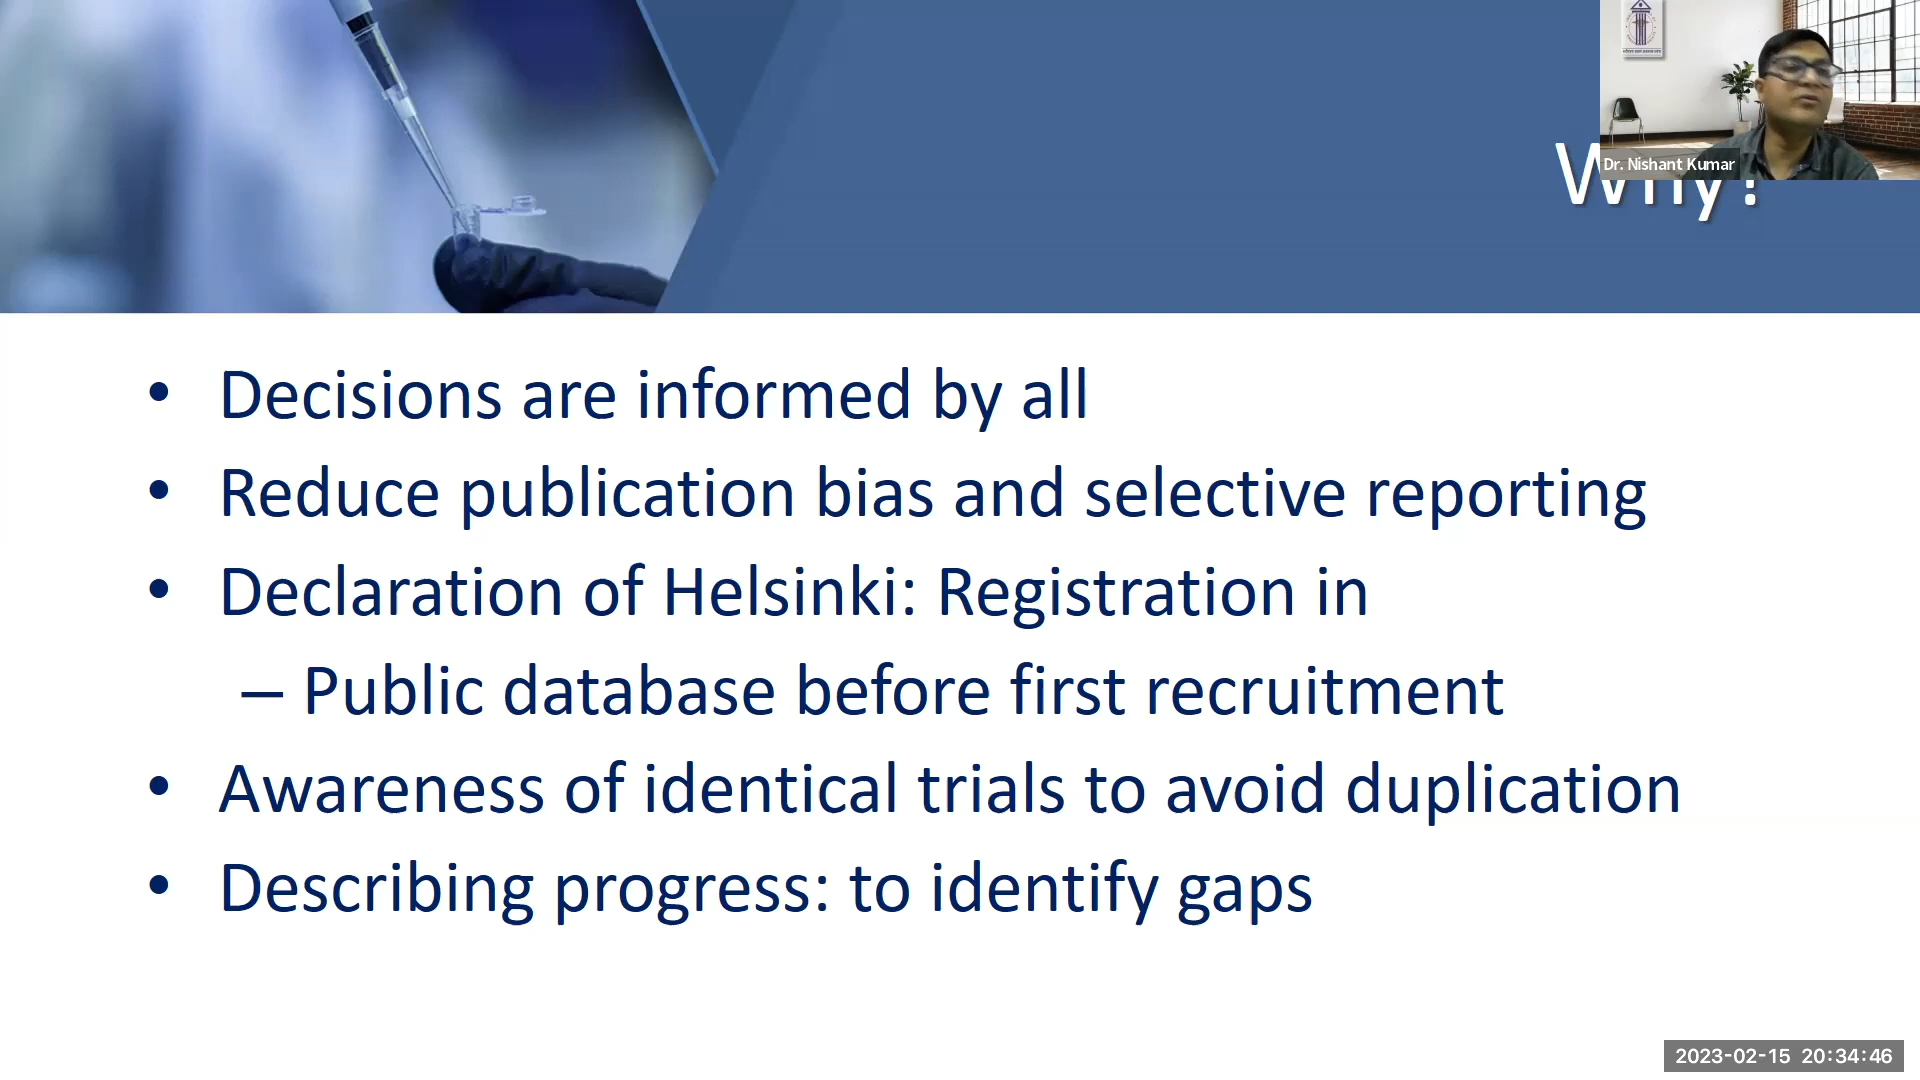 Why?
Dr. Nishant Kumar
• Decisions are informed by all
• Reduce publication bias and selective reporting
• Declaration of Helsinki: Registration in
– Public database before first recruitment
• Awareness of identical trials to avoid duplication
• Describing progress: to identify gaps
2023-02-15 20:34:46